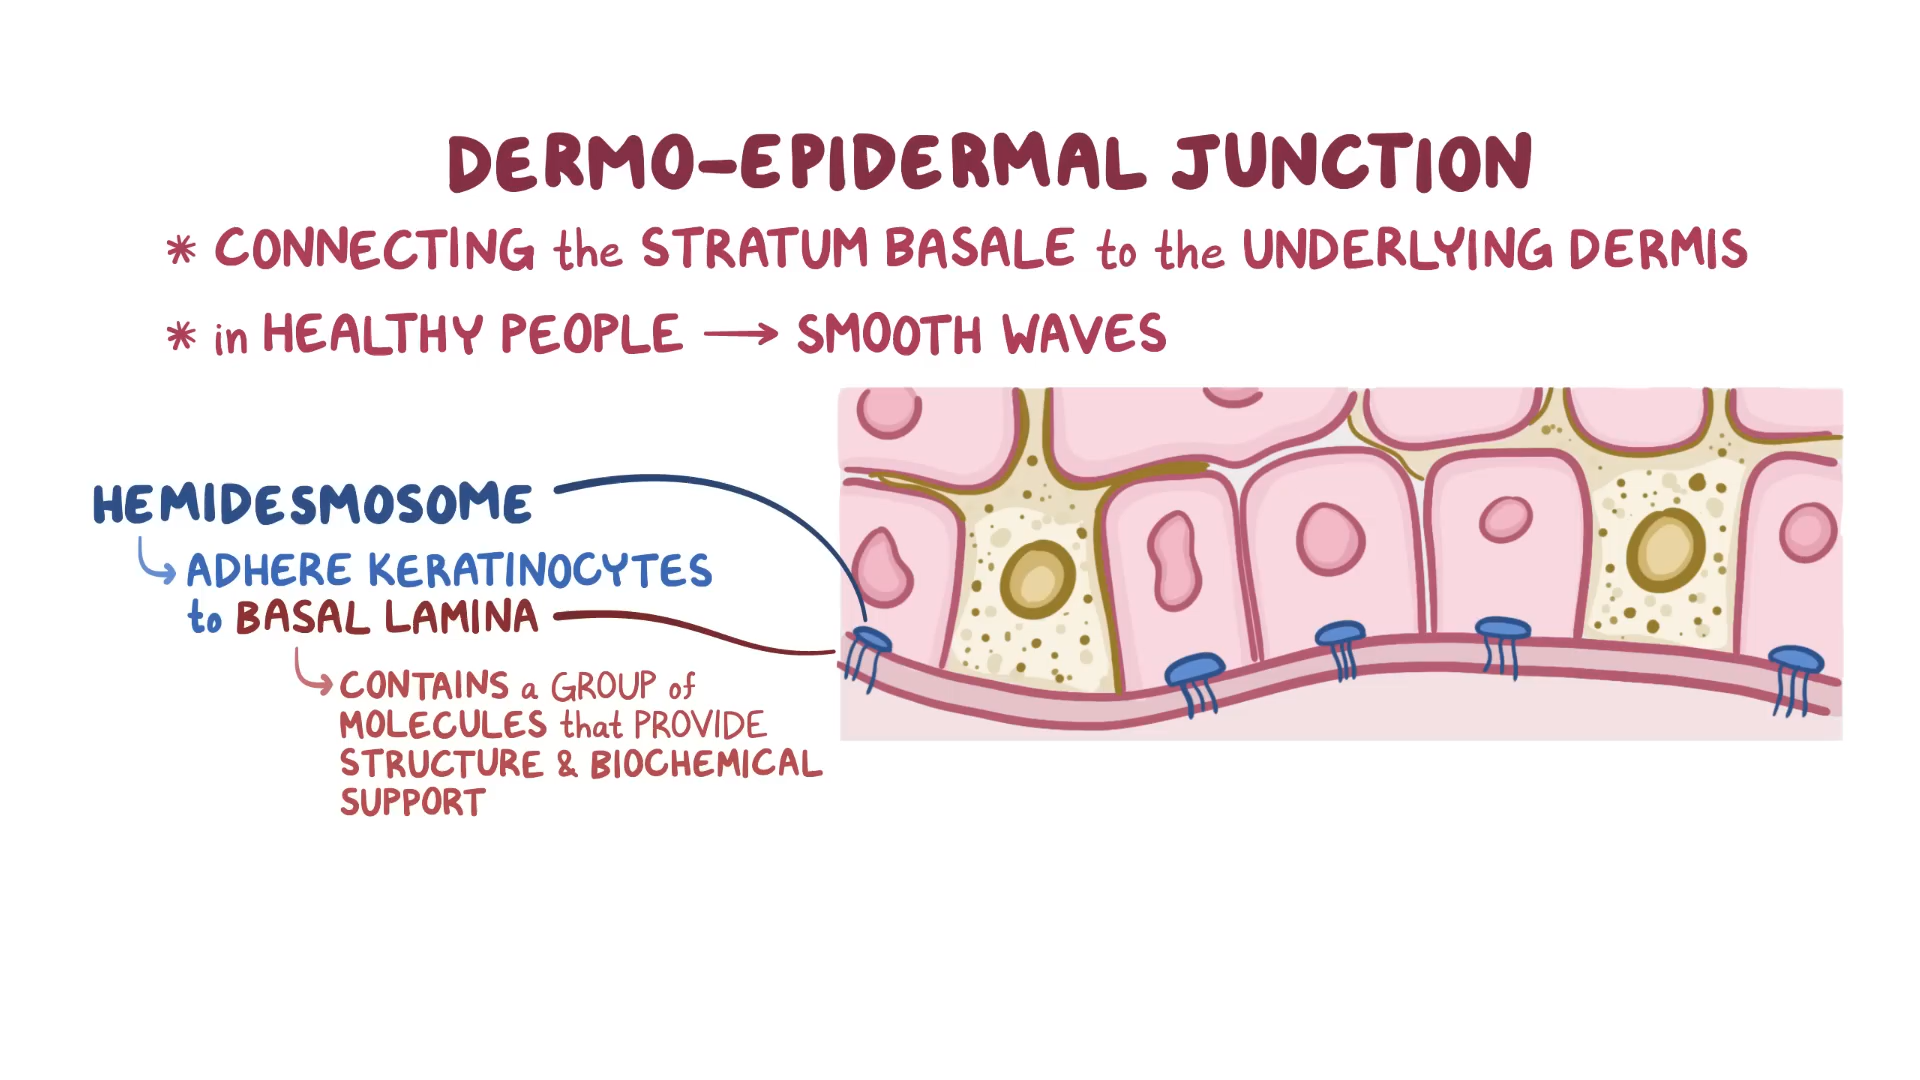 DERMO-EPIDERMAL JUNCTION
* CONNECTING the STRATUM BASALE to the UNDERLYING DERMIS
* in HEALTHY PEOPLE → SMOOTH WAVES
HEMIDESMOSOME
ADHERE KERATINOCYTES
to BASAL LAMINA
CONTAINS a GROUP of
MOLECULES that PROVIDE
STRUCTURE & BIOCHEMICAL
SUPPORT